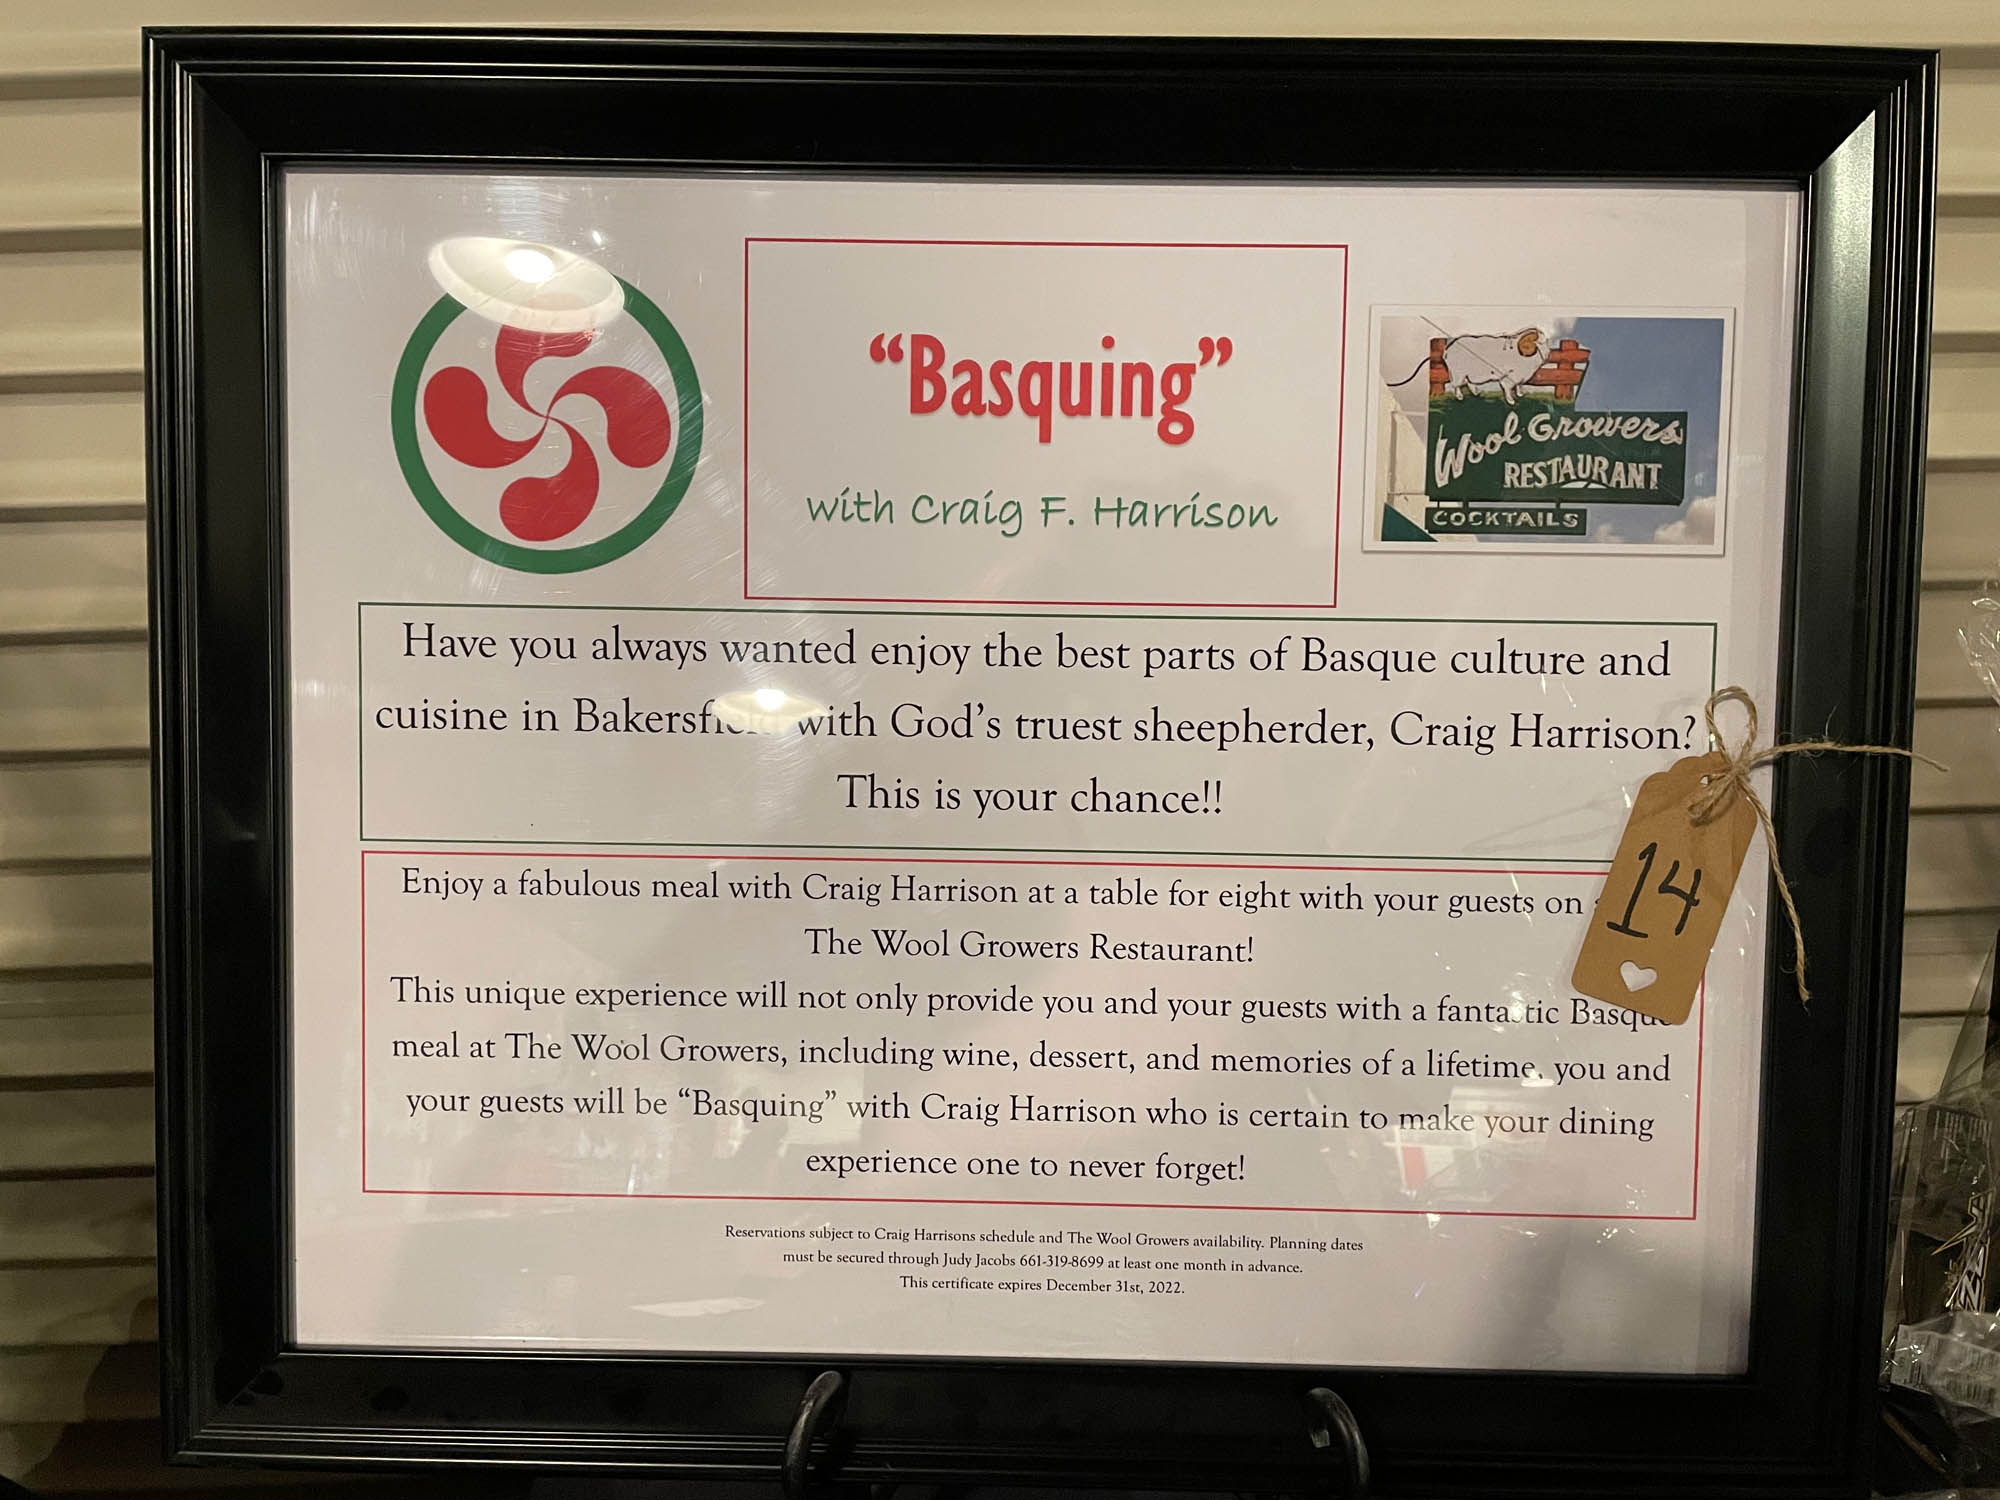 “Basquing”
with Craig F. Harrison
Wool Growers
RESTAURANT
COCKTAILS
Have you always wanted enjoy the best parts of Basque culture and
cuisine in Bakersfield with God's truest sheepherder, Craig Harrison?
This is your chance!!
Enjoy a fabulous meal with Craig Harrison at a table for eight with your guests on
The Wool Growers Restaurant!
This unique experience will not only provide you and your guests with a fantastic Basque
meal at The Wool Growers, including wine, dessert, and memories of a lifetime, you and
your guests will be “Basquing” with Craig Harrison who is certain to make your dining
experience one to never forget!
14
Reservations subject to Craig Harrisons schedule and The Wool Growers availability. Planning dates
must be secured through Judy Jacobs 661-319-8699 at least one month in advance.
This certificate expires December 31st, 2022.